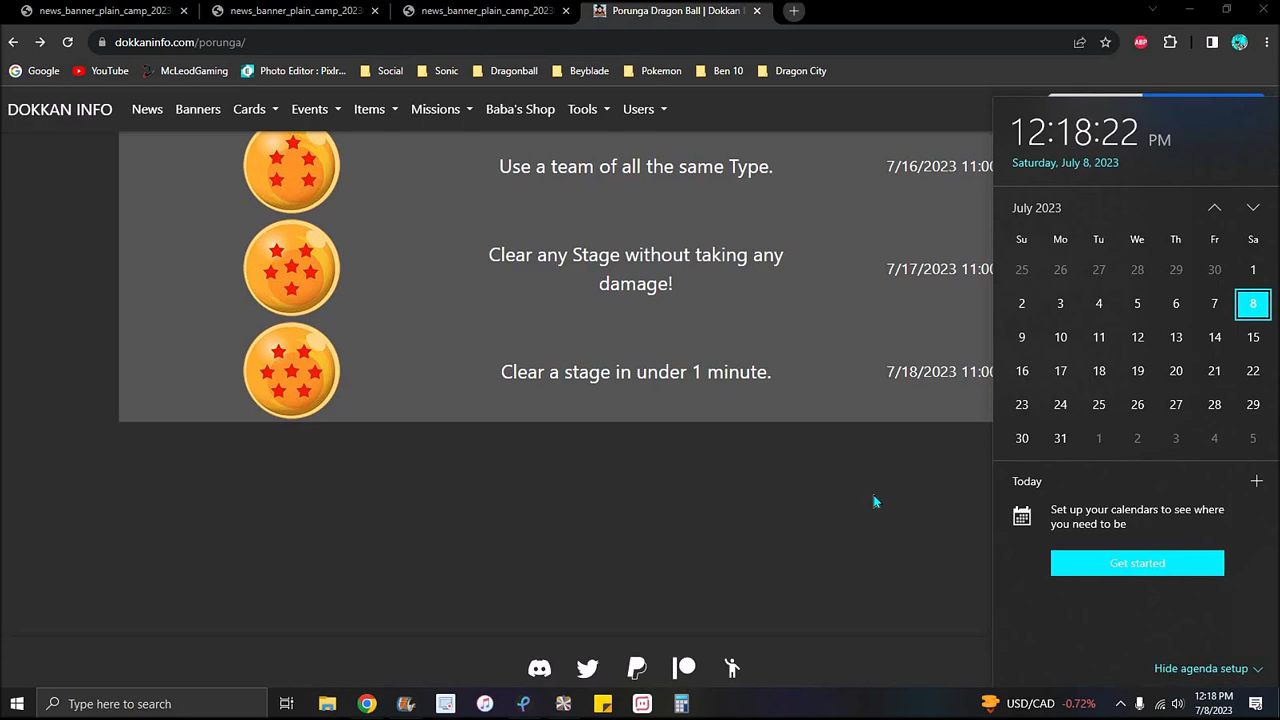 news_banner_plain_camp_2023
news_banner_plain_camp_2023
news_banner_plain_camp_2023
Porunga Dragon Ball | Dokkan
dokkaninfo.com/porunga/
ABP
Google
YouTube
McLeodGaming
Photo Editor : Pixlr...
Social
Sonic
Dragonball
Beyblade
Pokemon
Ben 10
Dragon City
DOKKAN INFO
News
Banners
Cards
Events
Items
Missions
Baba's Shop
Tools
Users
Use a team of all the same Type.
7/16/2023 11:00
Clear any Stage without taking any
damage!
7/17/2023 11:00
Clear a stage in under 1 minute.
7/18/2023 11:00
12:18:22 PM
Saturday, July 8, 2023
July 2023
Su Mo Tu We Th Fr Sa
25 26 27 28 29 30 1
2 3 4 5 6 7 8
9 10 11 12 13 14 15
16 17 18 19 20 21 22
23 24 25 26 27 28 29
30 31 1 2 3 4 5
Today
Set up your calendars to see where
you need to be
Get started
Hide agenda setup
Type here to search
USD/CAD -0.72%
12:18 PM
7/8/2023